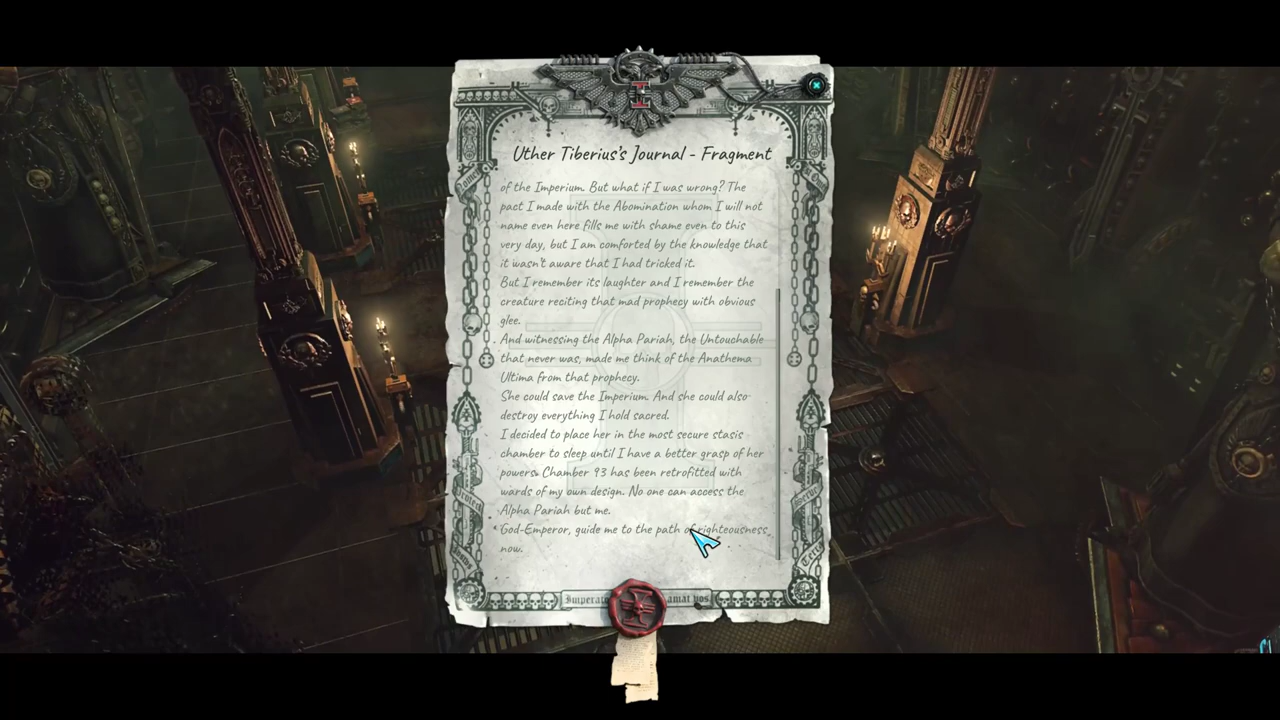 Uther Tiberius's Journal - Fragment
of the Imperium. But what if I was wrong? The
pact I made with the Abomination whom I will not
name even here fills me with shame even to this
very day, but I am comforted by the knowledge that
it wasn't aware that I had tricked it.
But I remember its laughter and I remember the
creature reciting that mad prophecy with obvious
glee.
And witnessing the Alpha Pariah, the Untouchable
that never was, made me think of the Anathema
Ultima from that prophecy.
She could save the Imperium. And she could also
destroy everything I hold sacred.
I decided to place her in the most secure stasis
chamber to sleep until I have a better grasp of her
powers. Chamber 93 has been retrofitted with
wards of my own design. No one can access the
Alpha Pariah but me.
God-Emperor, guide me to the path of righteousness
now.